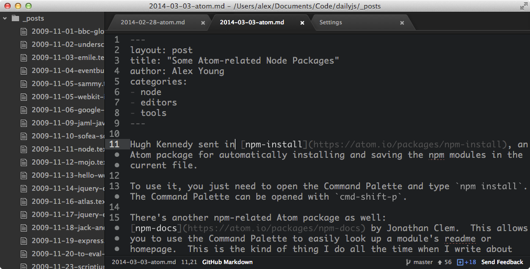 2014-03-03-atom.md - /Users/alex/Documents/Code/dailyjs/_posts
_posts
2009-11-01-bbc-glo
2009-11-02-undersc
2009-11-03-emile.te
2009-11-04-eventbu
2009-11-05-sammy.
2009-11-05-webkit-
2009-11-06-google-
2009-11-09-jaml-jav
2009-11-10-sofea-s
2009-11-11-node.te
2009-11-12-mojo.te
2009-11-13-hello-w
2009-11-14-jquery-
2009-11-16-atlas.tex
2009-11-17-jquery-
2009-11-18-jack-an
2009-11-19-express
2009-11-20-to-eval-
2009-11-23-scriptiu
2014-02-28-atom.md
2014-03-03-atom.md
Settings
1 ---
2 layout: post
3 title: "Some Atom-related Node Packages"
4 author: Alex Young
5 categories:
6 - node
7 - editors
8 - tools
9 ---
10
11 Hugh Kennedy sent in [npm-install](https://atom.io/packages/npm-install), an
Atom package for automatically installing and saving the npm modules in the
current file.
12
13 To use it, you just need to open the Command Palette and type `npm install`.
The Command Palette can be opened with `cmd-shift-p`.
14
15 There's another npm-related Atom package as well:
[npm-docs](https://atom.io/packages/npm-docs) by Jonathan Clem. This allows
you to use the Command Palette to easily look up a module's readme or
homepage. This is the kind of thing I do all the time when I write about
2014-03-03-atom.md 11,21 GitHub Markdown
master 56 +18 Send Feedback